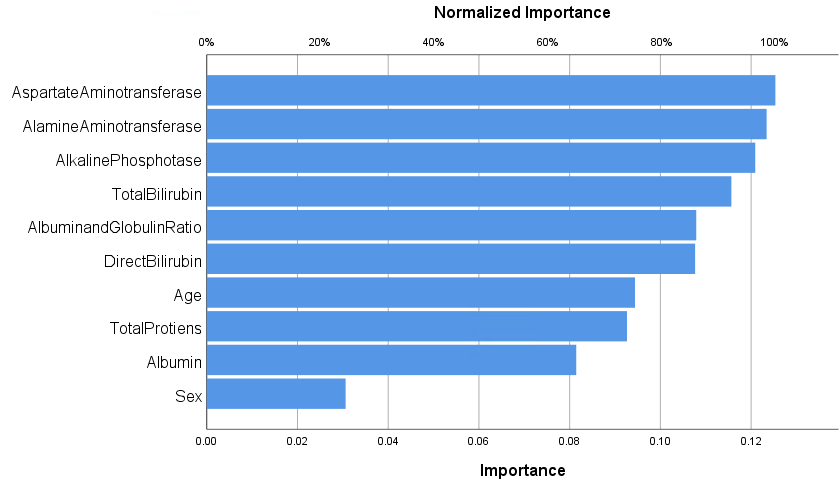 Normalized Importance
0% 20% 40% 60% 80% 100%
AspartateAminotransferase
AlamineAminotransferase
AlkalinePhosphotase
TotalBilirubin
AlbuminandGlobulinRatio
DirectBilirubin
Age
TotalProtiens
Albumin
Sex
0.00 0.02 0.04 0.06 0.08 0.10 0.12
Importance